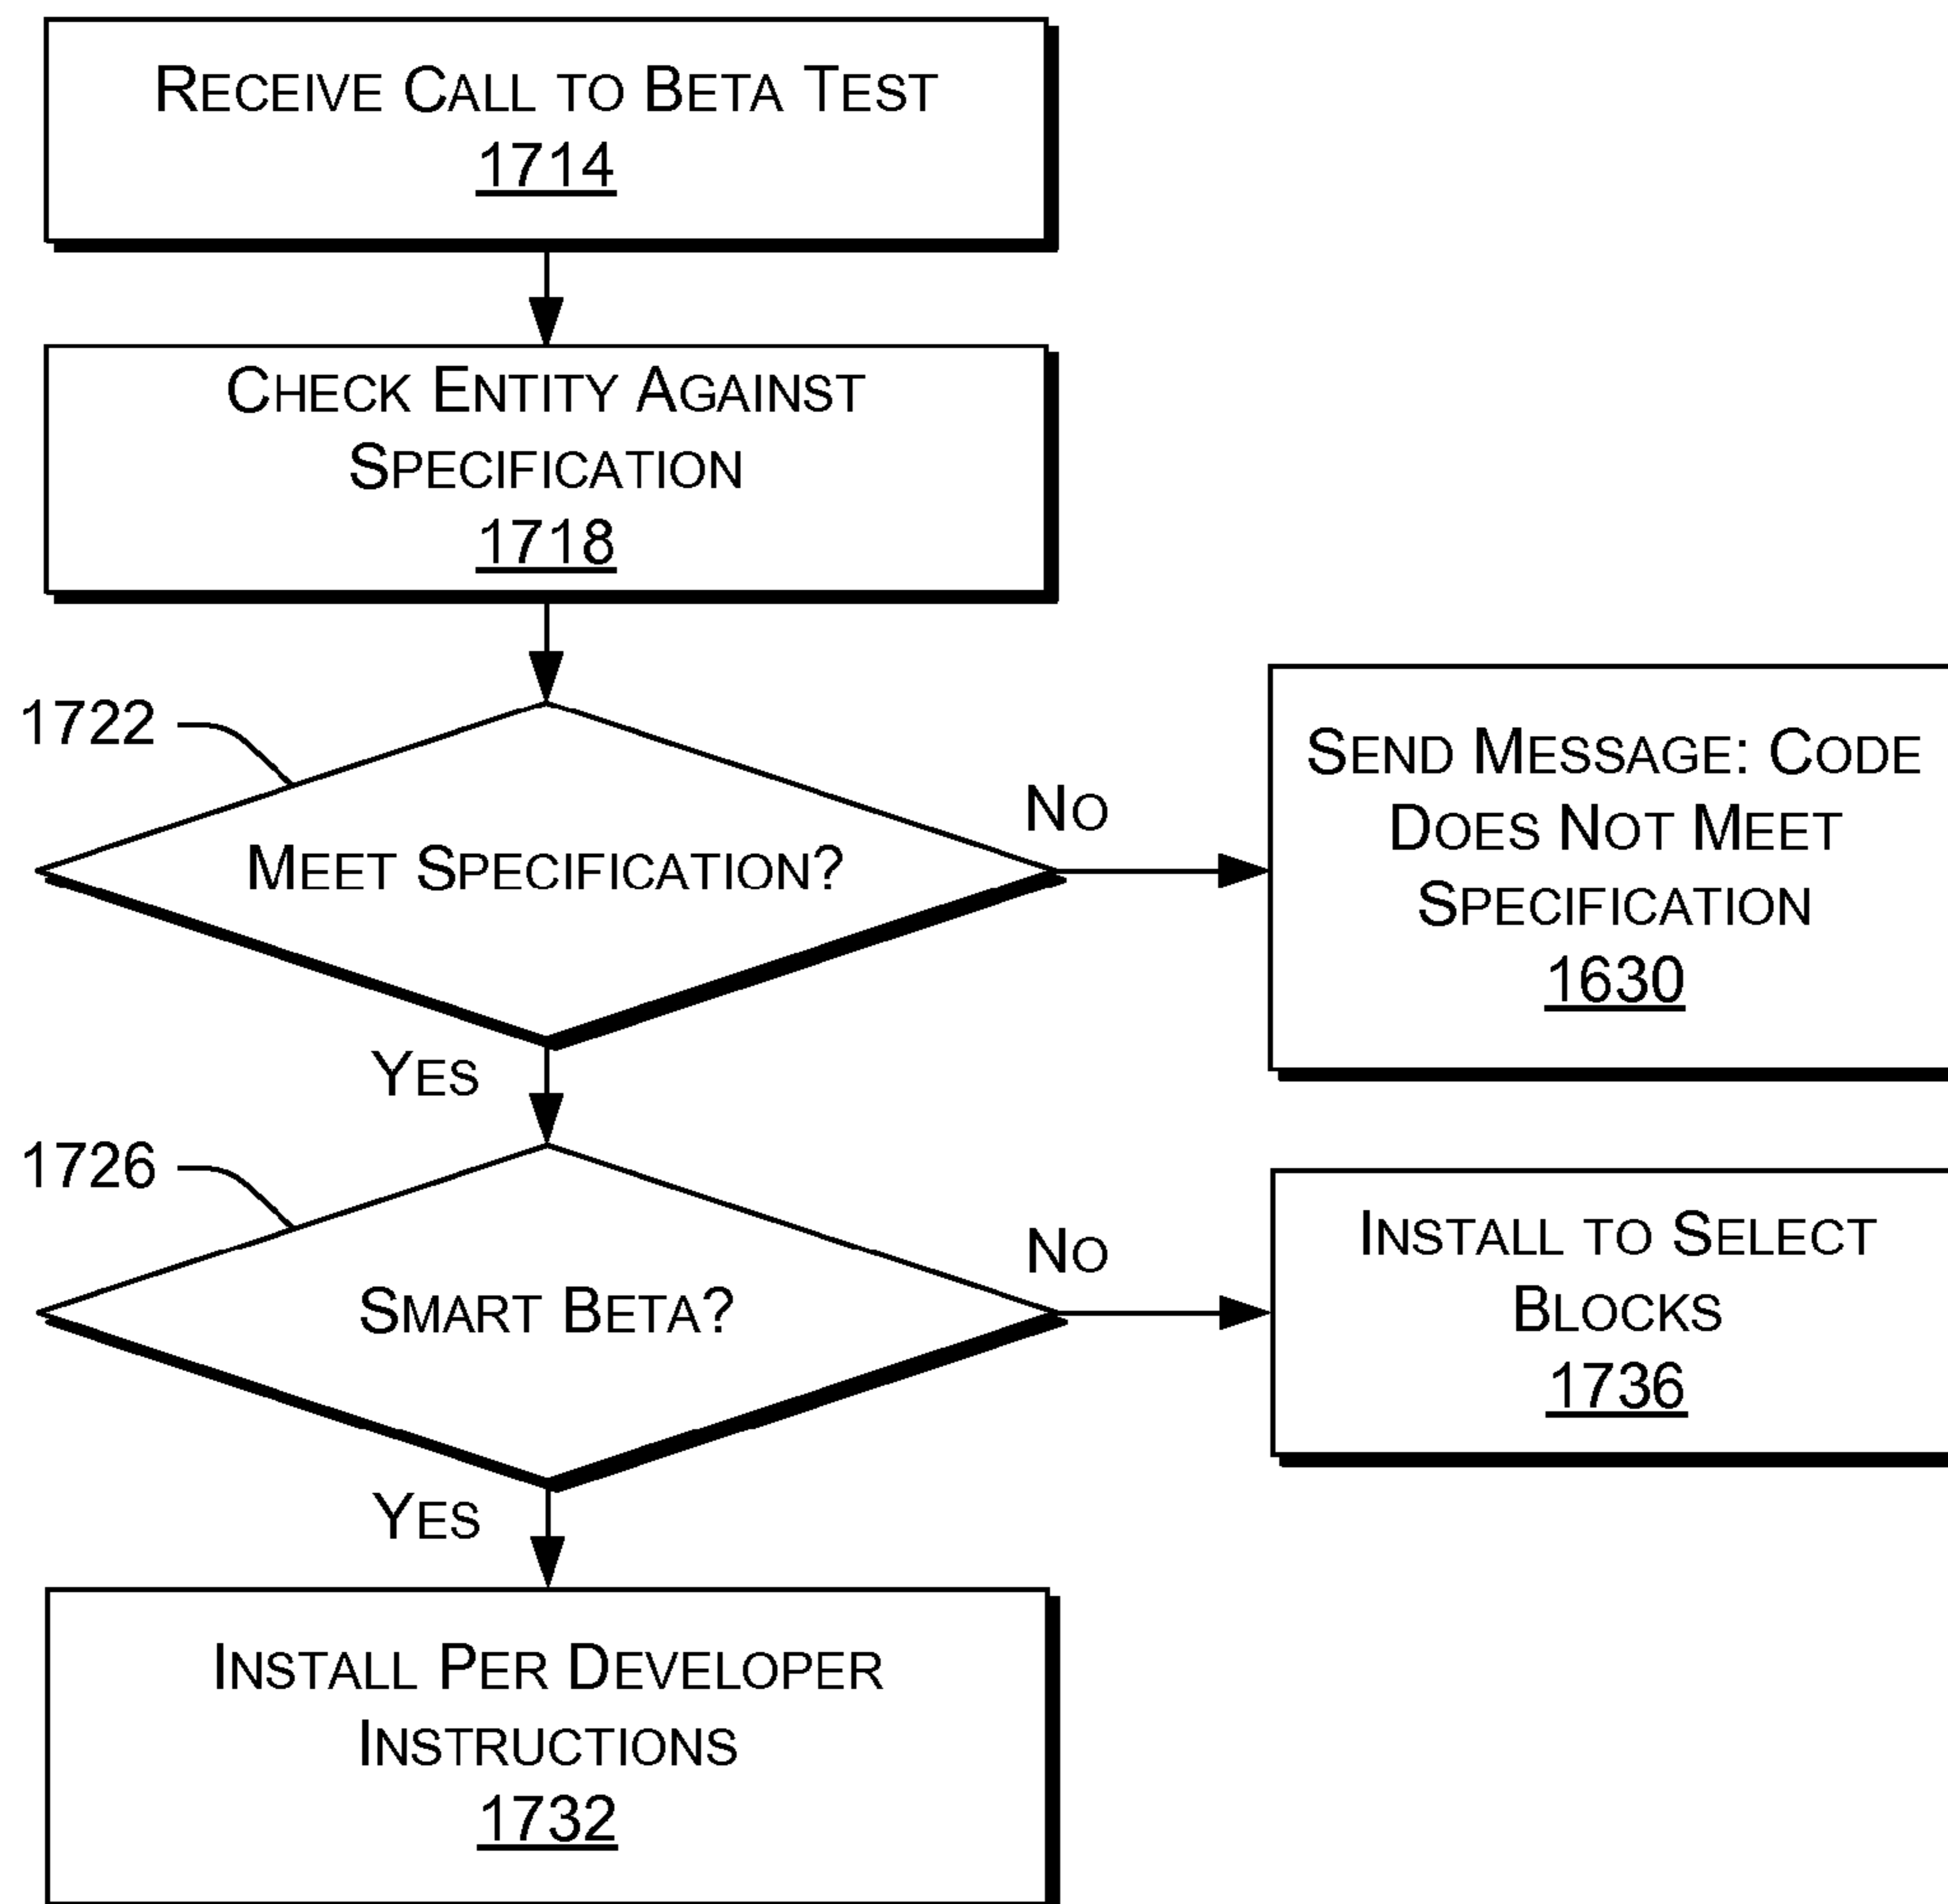 RECEIVE CALL TO BETA TEST
1714
CHECK ENTITY AGAINST
SPECIFICATION
1718
1722
MEET SPECIFICATION?
NO
SEND MESSAGE: CODE
DOES NOT MEET
SPECIFICATION
1630
YES
1726
SMART BETA?
NO
INSTALL TO SELECT
BLOCKS
1736
YES
INSTALL PER DEVELOPER
INSTRUCTIONS
1732